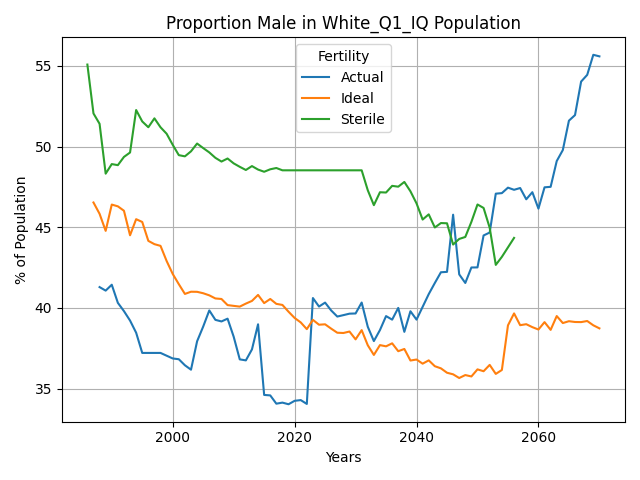 Proportion Male in White_Q1_IQ Population
Fertility
Actual
Ideal
Sterile
% of Population
55
50
45
40
35
2000
2020
2040
2060
Years